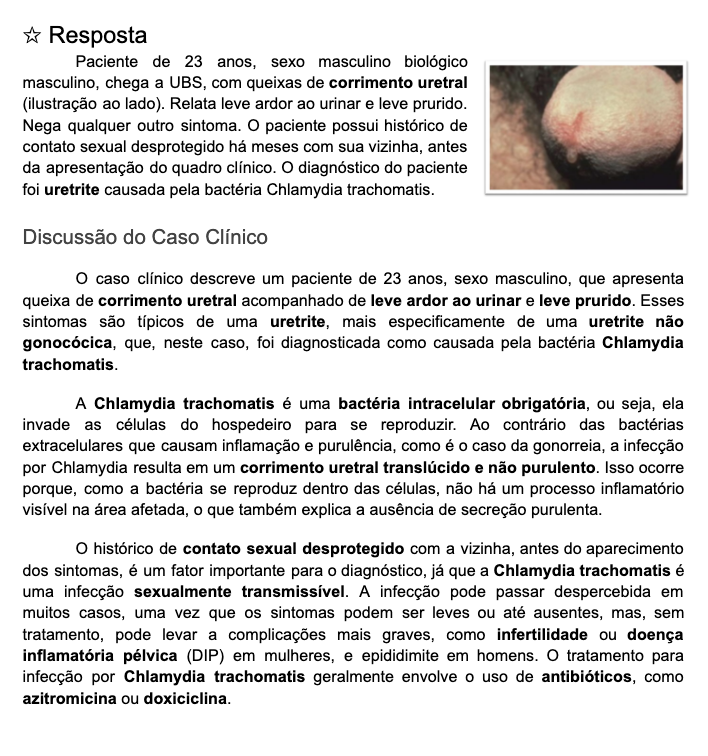 ☆ Resposta
Paciente de 23 anos, sexo masculino biológico
masculino, chega a UBS, com queixas de corrimento uretral
(ilustração ao lado). Relata leve ardor ao urinar e leve prurido.
Nega qualquer outro sintoma. O paciente possui histórico de
contato sexual desprotegido há meses com sua vizinha, antes
da apresentação do quadro clínico. O diagnóstico do paciente
foi uretrite causada pela bactéria Chlamydia trachomatis.
Discussão do Caso Clínico
O caso clínico descreve um paciente de 23 anos, sexo masculino, que apresenta
queixa de corrimento uretral acompanhado de leve ardor ao urinar e leve prurido. Esses
sintomas são típicos de uma uretrite, mais especificamente de uma uretrite não
gonocócica, que, neste caso, foi diagnosticada como causada pela bactéria Chlamydia
trachomatis.
A Chlamydia trachomatis é uma bactéria intracelular obrigatória, ou seja, ela
invade as células do hospedeiro para se reproduzir. Ao contrário das bactérias
extracelulares que causam inflamação e purulência, como é o caso da gonorreia, a infecção
por Chlamydia resulta em um corrimento uretral translúcido e não purulento. Isso ocorre
porque, como a bactéria se reproduz dentro das células, não há um processo inflamatório
visível na área afetada, o que também explica a ausência de secreção purulenta.
O histórico de contato sexual desprotegido com a vizinha, antes do aparecimento
dos sintomas, é um fator importante para o diagnóstico, já que a Chlamydia trachomatis é
uma infecção sexualmente transmissível. A infecção pode passar despercebida em
muitos casos, uma vez que os sintomas podem ser leves ou até ausentes, mas, sem
tratamento, pode levar a complicações mais graves, como infertilidade ou doença
inflamatória pélvica (DIP) em mulheres, e epididimite em homens. O tratamento para
infecção por Chlamydia trachomatis geralmente envolve o uso de antibióticos, como
azitromicina ou doxiciclina.